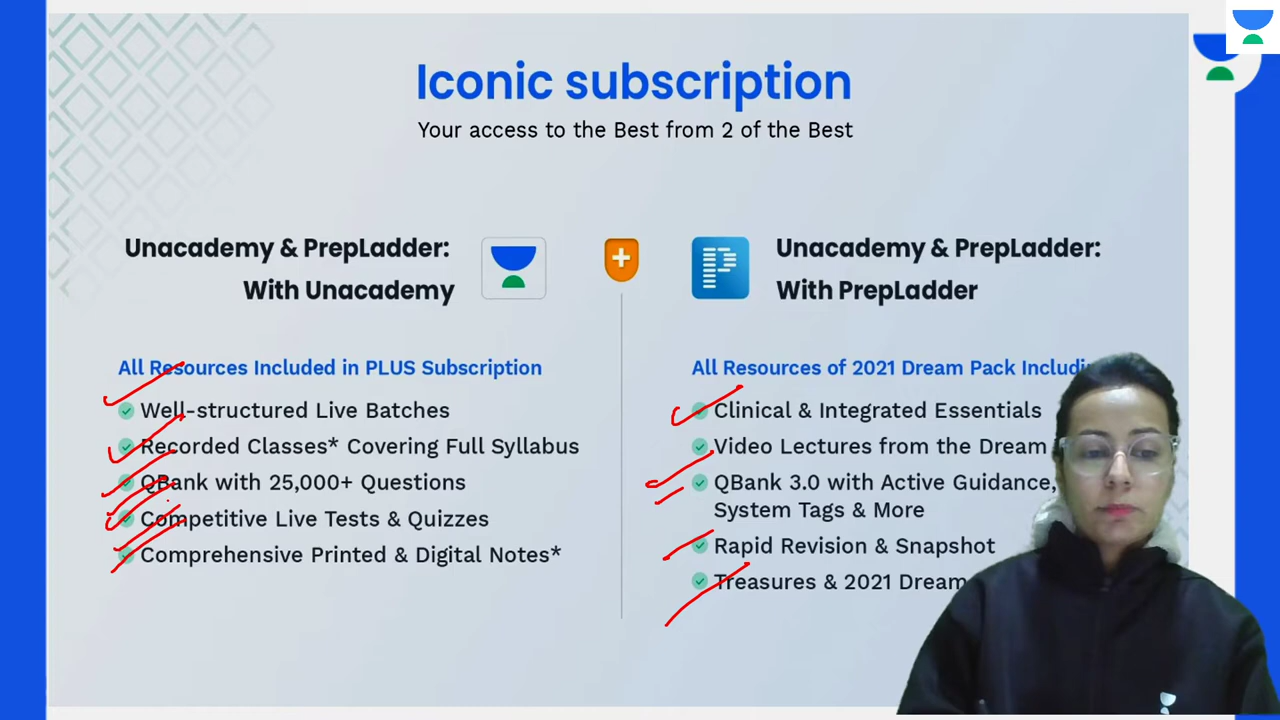 Iconic subscription
Your access to the Best from 2 of the Best
Unacademy & PrepLadder:
With Unacademy
All Resources Included in PLUS Subscription
Well-structured Live Batches
Recorded Classes* Covering Full Syllabus
QBank with 25,000+ Questions
Competitive Live Tests & Quizzes
Comprehensive Printed & Digital Notes*
Unacademy & PrepLadder:
With PrepLadder
All Resources of 2021 Dream Pack
Clinical & Integrated Essentials
Video Lectures from the Dream
QBank 3.0 with Active Guidance,
System Tags & More
Rapid Revision & Snapshot
Treasures & 2021 Dream